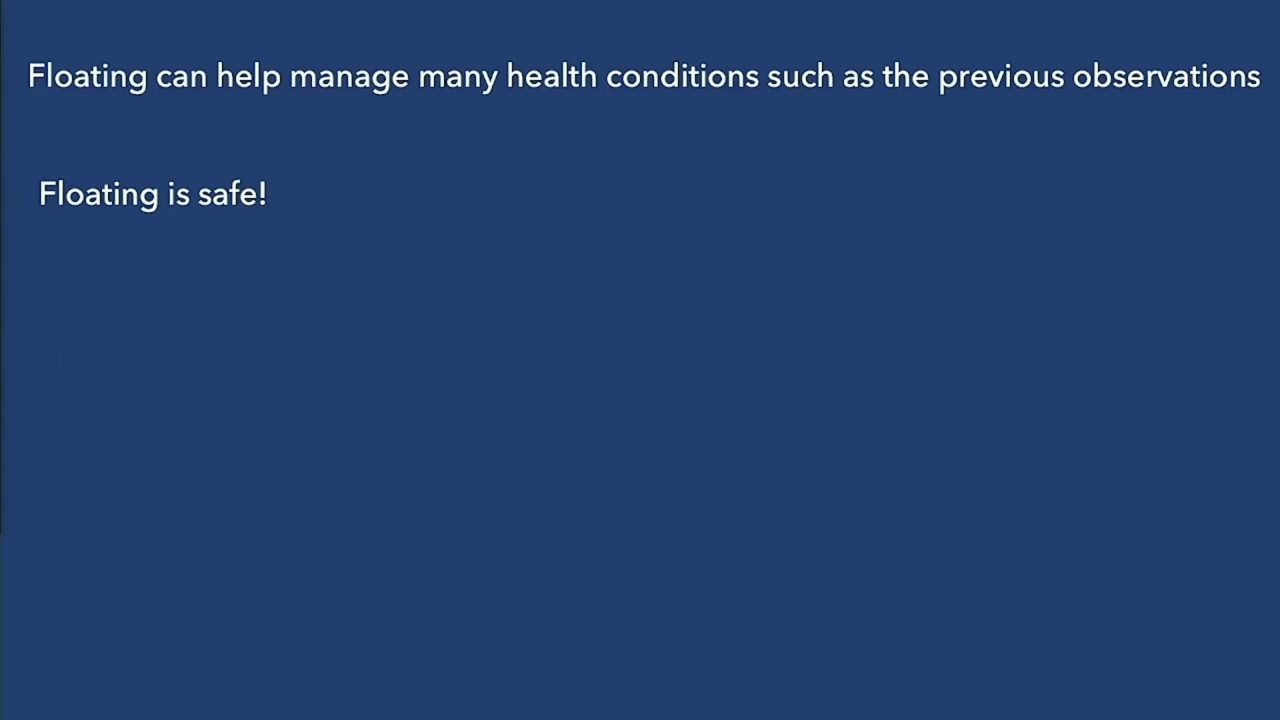 Floating can help manage many health conditions such as the previous observations
Floating is safe!